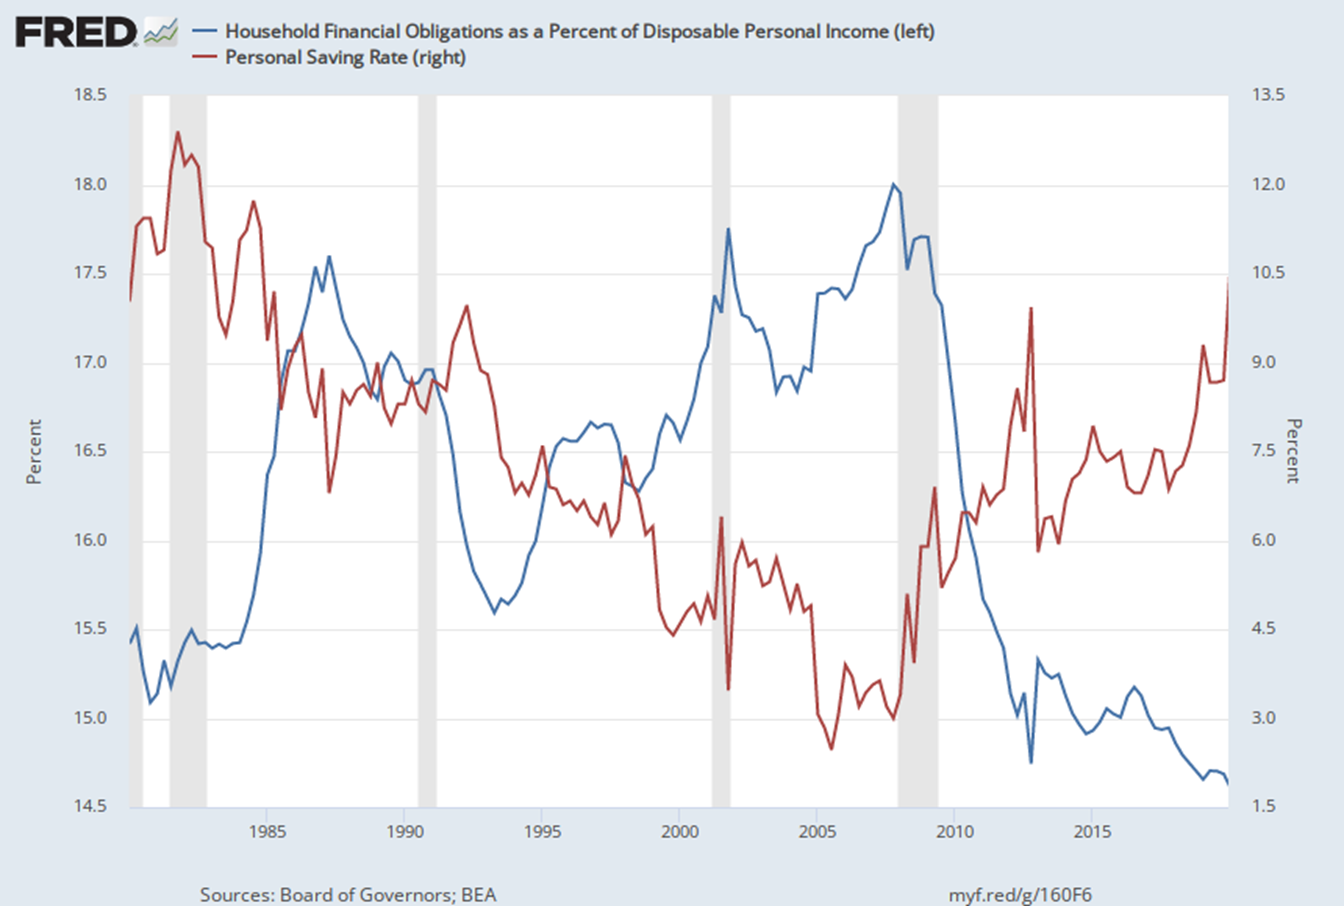 FRED
Household Financial Obligations as a Percent of Disposable Personal Income (left)
Personal Saving Rate (right)
18.5 13.5
18.0 12.0
17.5 10.5
17.0 9.0
16.5 7.5
16.0 6.0
15.5 4.5
15.0 3.0
14.5 1.5
Percent
Percent
1985 1990 1995 2000 2005 2010 2015
Sources: Board of Governors; BEA myf.red/g/160F6